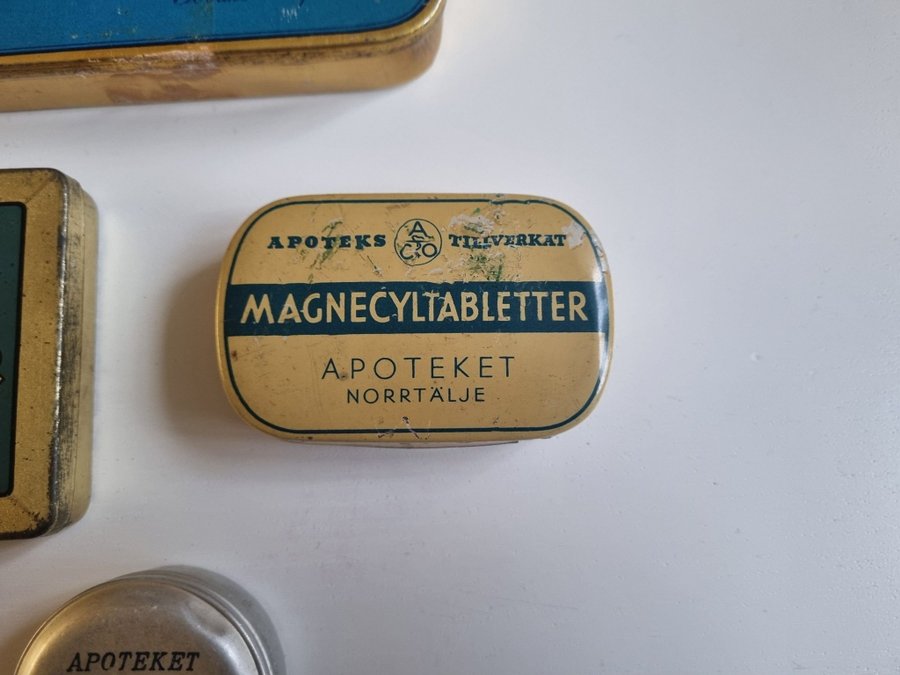 APOTEKS ACO TILLVERKAT
MAGNECYLTABLETTER
APOTEKET
NORRTÄLJE
APOTEKET